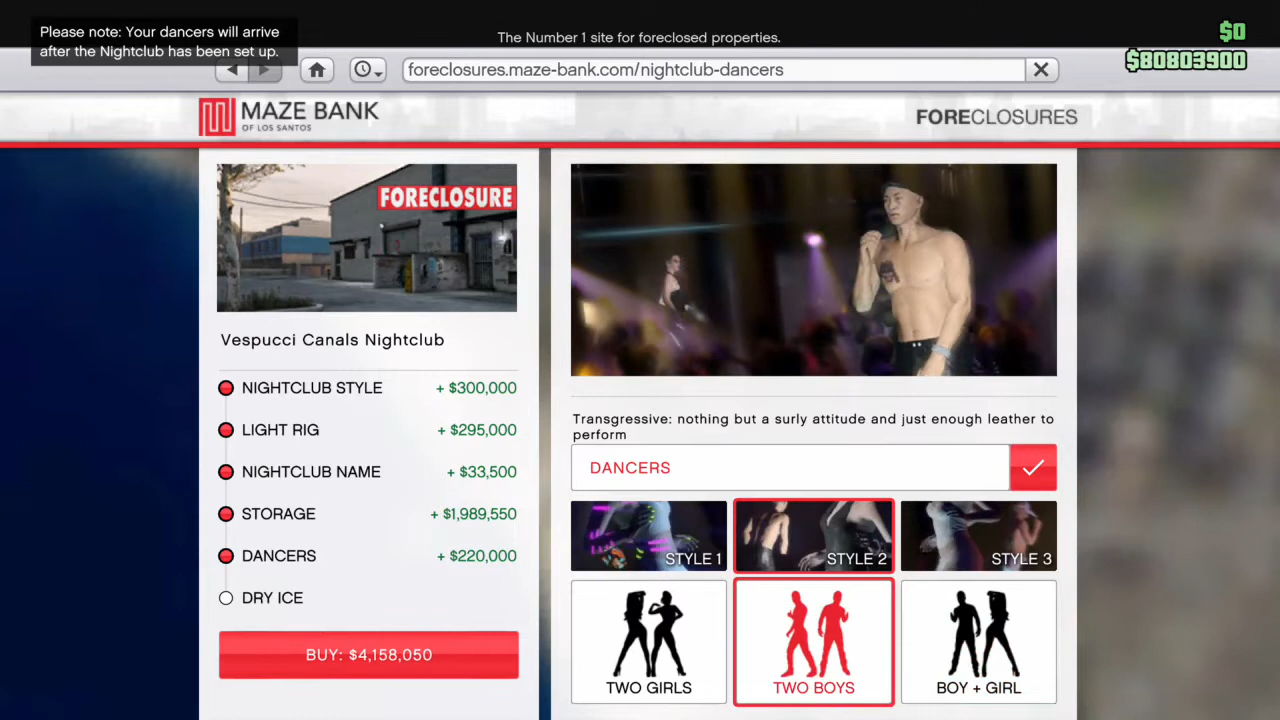 Please note: Your dancers will arrive
after the Nightclub has been set up.
The Number 1 site for foreclosed properties.
$0
$80803900
foreclosures.maze-bank.com/nightclub-dancers
MAZE BANK
OF LOS SANTOS
FORECLOSURES
FORECLOSURE
Vespucci Canals Nightclub
NIGHTCLUB STYLE + $300,000
LIGHT RIG + $295,000
NIGHTCLUB NAME + $33,500
STORAGE + $1,989,550
DANCERS + $220,000
DRY ICE
BUY: $4,158,050
Transgressive: nothing but a surly attitude and just enough leather to
perform
DANCERS
STYLE 1
STYLE 2
STYLE 3
TWO GIRLS
TWO BOYS
BOY + GIRL